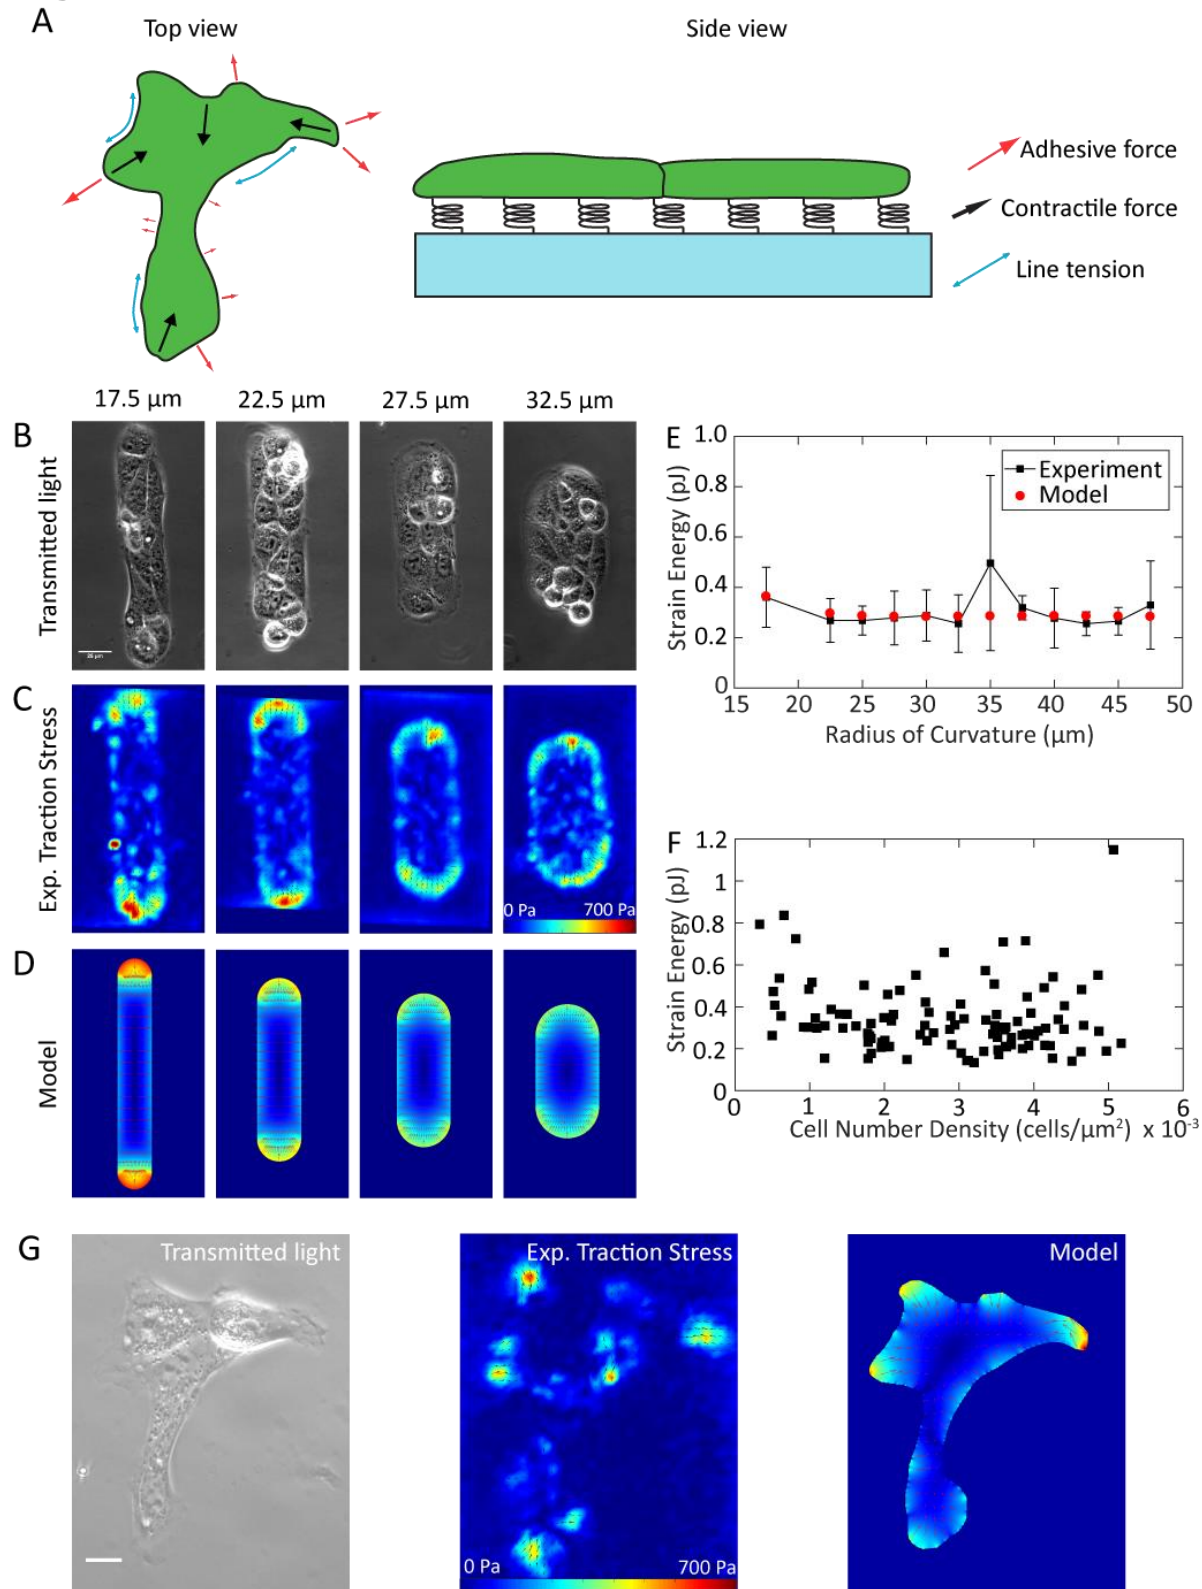 A
Top view
Side view
Adhesive force
Contractile force
Line tension
17.5 µm
22.5 µm
27.5 µm
32.5 µm
B
Transmitted light
C
Exp. Traction Stress
0 Pa
700 Pa
D
Model
E
Strain Energy (pJ)
1.0
0.8
0.6
0.4
0.2
0
15 20 25 30 35 40 45 50
Radius of Curvature (µm)
Experiment
Model
F
Strain Energy (pJ)
1.2
1
0.8
0.6
0.4
0.2
0
0 1 2 3 4 5 6
Cell Number Density (cells/µm²) x 10⁻³
G
Transmitted light
Exp. Traction Stress
0 Pa
700 Pa
Model